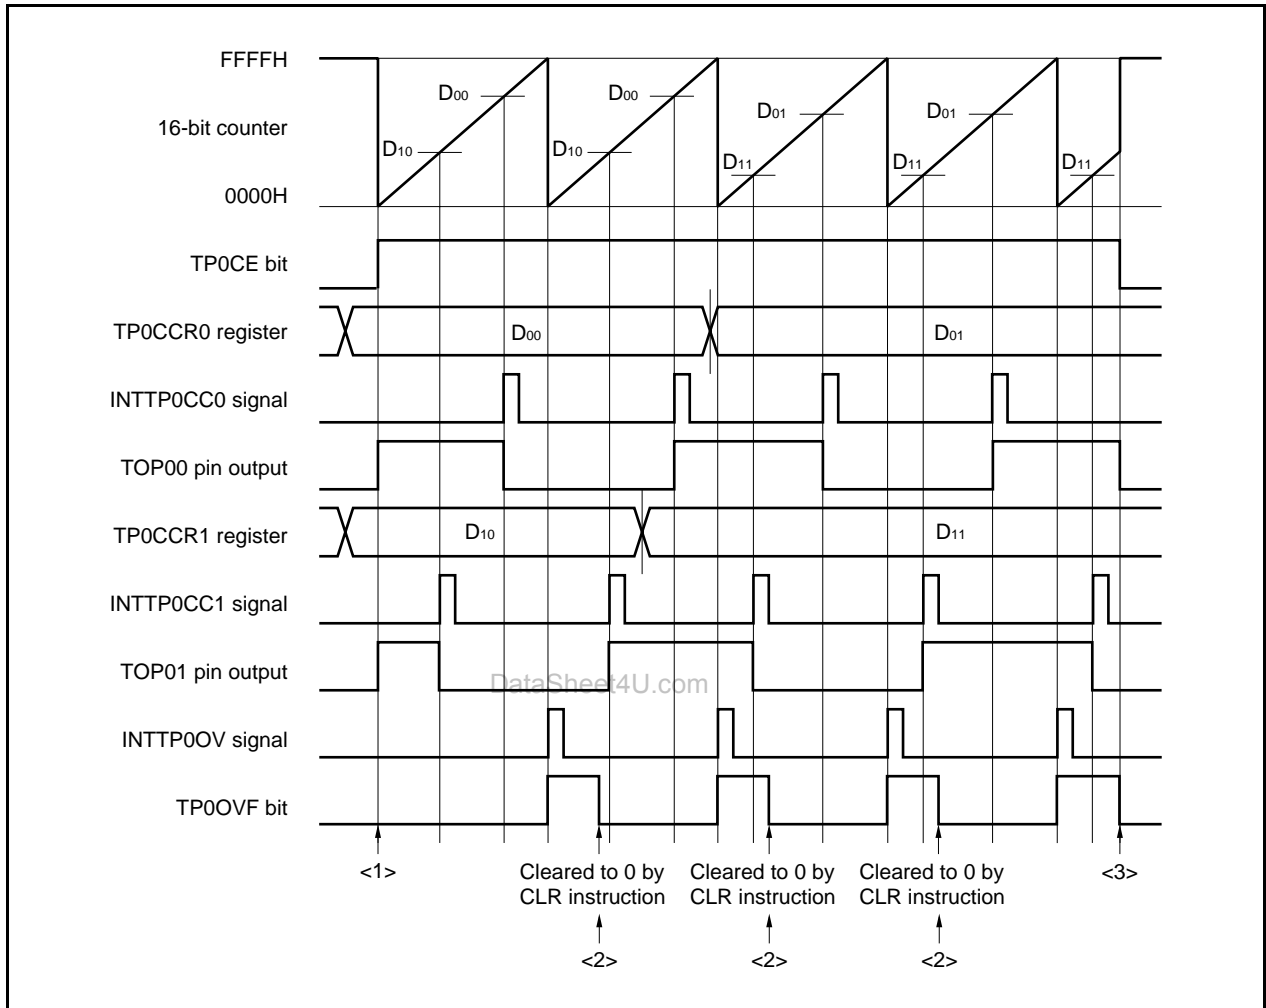 FFFFH
D00 D00
D01 D01
16-bit counter
D10 D10
D11 D11 D11
0000H
TP0CE bit
TP0CCR0 register
D00 D01
INTTP0CC0 signal
TOP00 pin output
TP0CCR1 register
D10 D11
INTTP0CC1 signal
TOP01 pin output
DataSheet4U.com
INTTP0OV signal
TP0OVF bit
<1>
Cleared to 0 by
CLR instruction
Cleared to 0 by
CLR instruction
Cleared to 0 by
CLR instruction
<3>
<2> <2> <2>